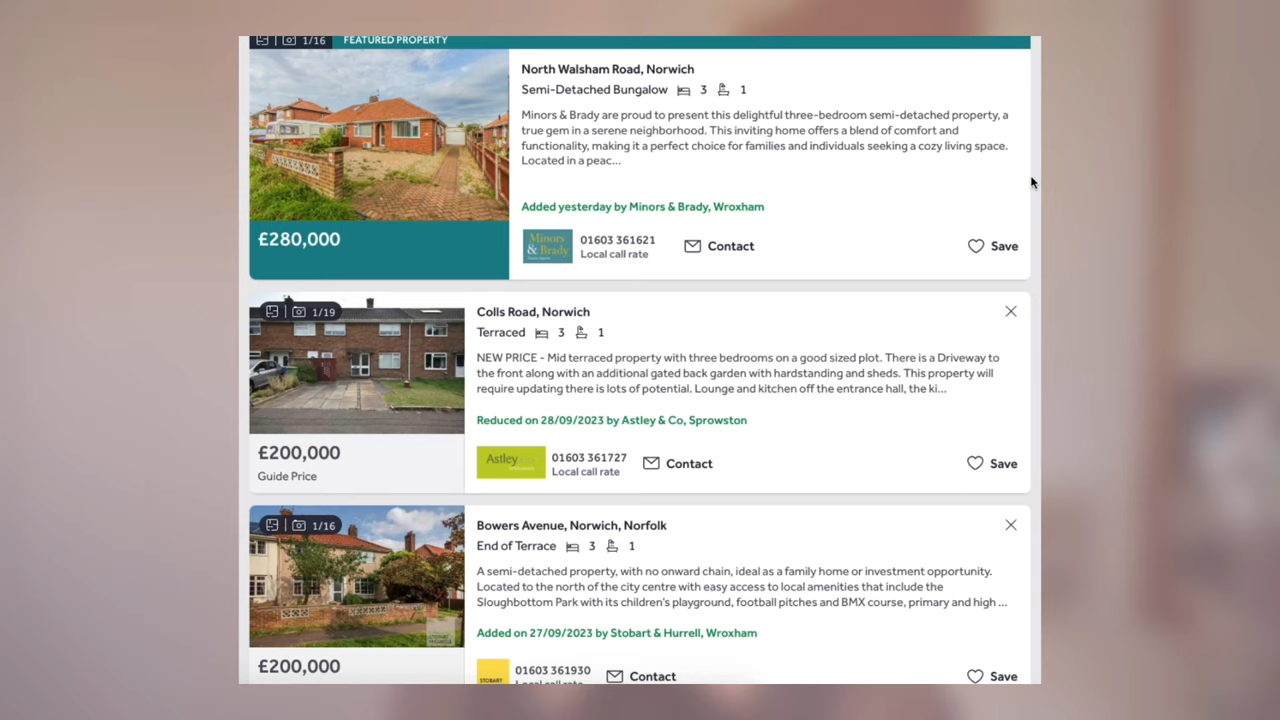 1/16 FEATURED PROPERTY
North Walsham Road, Norwich
Semi-Detached Bungalow 3 1
Minors & Brady are proud to present this delightful three-bedroom semi-detached property, a
true gem in a serene neighborhood. This inviting home offers a blend of comfort and
functionality, making it a perfect choice for families and individuals seeking a cozy living space.
Located in a peac...
Added yesterday by Minors & Brady, Wroxham
£280,000
Minors
& Brady
01603 361621
Local call rate
Contact
Save
1/19
Colls Road, Norwich
Terraced 3 1
NEW PRICE - Mid terraced property with three bedrooms on a good sized plot. There is a Driveway to
the front along with an additional gated back garden with hardstanding and sheds. This property will
require updating there is lots of potential. Lounge and kitchen off the entrance hall, the ki...
Reduced on 28/09/2023 by Astley & Co, Sprowston
£200,000
Guide Price
Astley
01603 361727
Local call rate
Contact
Save
1/16
Bowers Avenue, Norwich, Norfolk
End of Terrace 3 1
A semi-detached property, with no onward chain, ideal as a family home or investment opportunity.
Located to the north of the city centre with easy access to local amenities that include the
Sloughbottom Park with its children's playground, football pitches and BMX course, primary and high ...
Added on 27/09/2023 by Stobart & Hurrell, Wroxham
£200,000
STOBART
01603 361930
Local call rate
Contact
Save